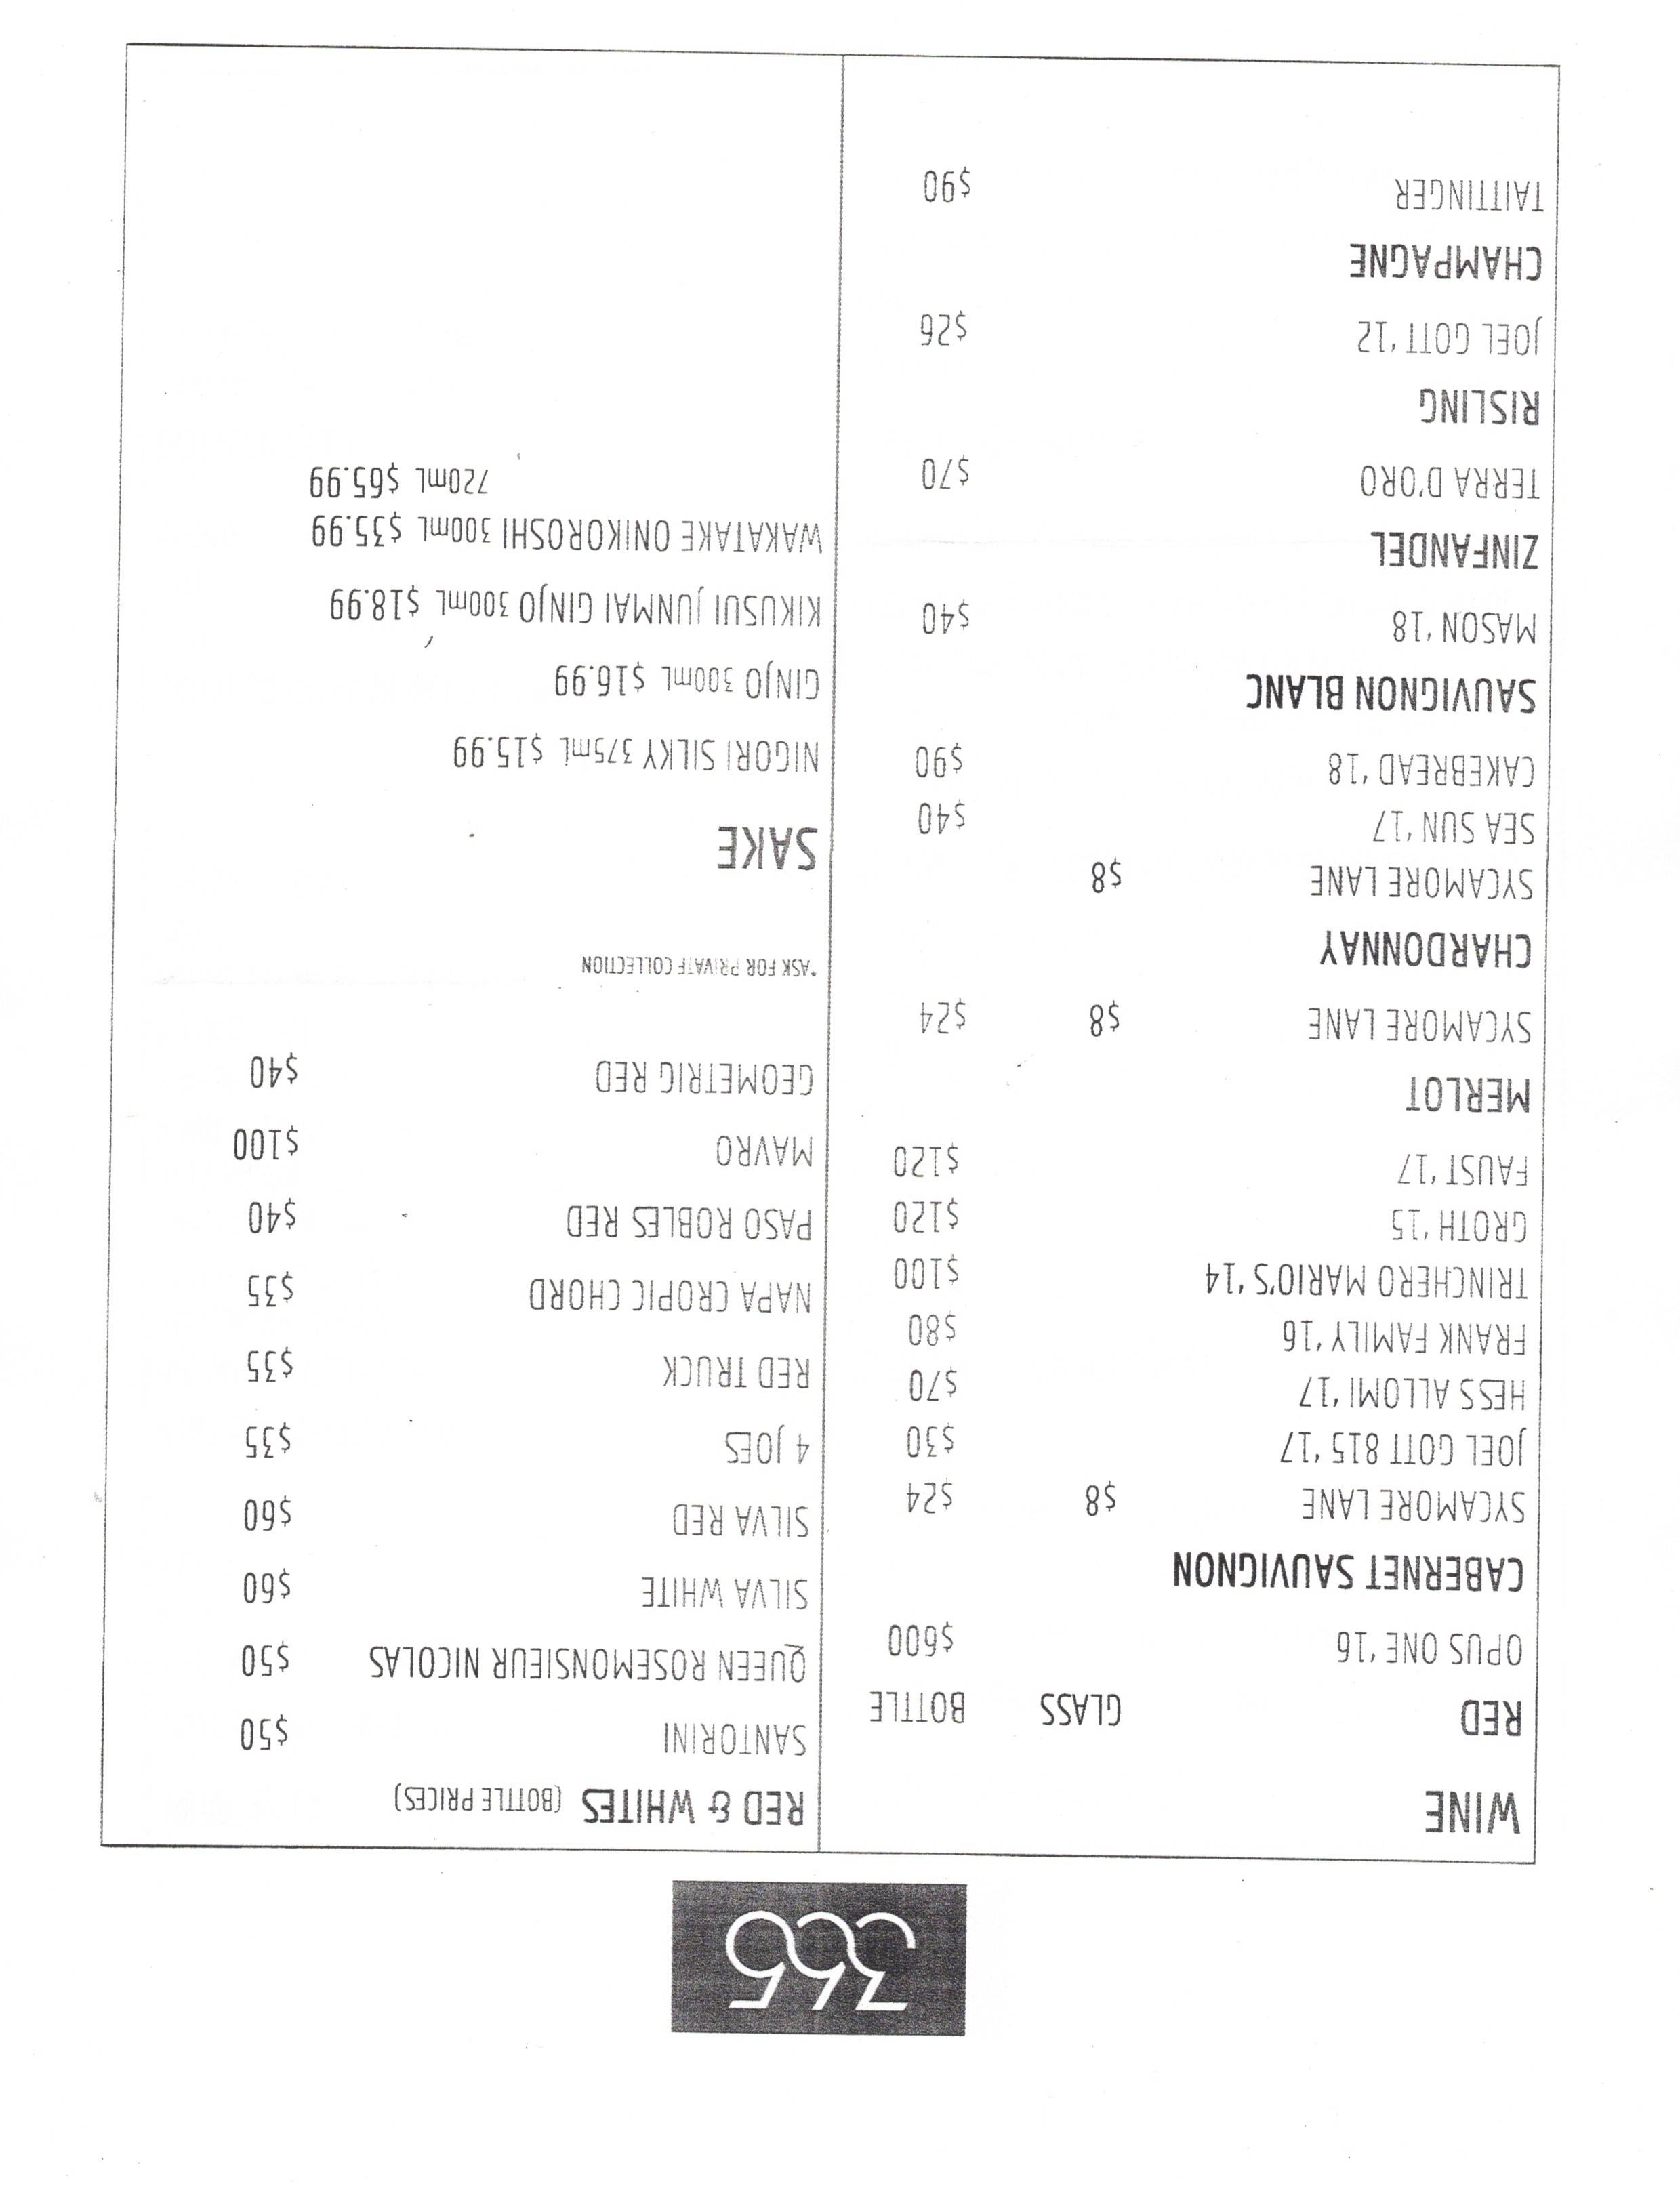 365
WINE
RED GLASS BOTTLE
OPUS ONE ‘16 $600
CABERNET SAUVIGNON
SYCAMORE LANE $8 $24
JOEL GOTT 815 ‘17 $30
HESS ALLOMI ‘17 $70
FRANK FAMILY ‘16 $80
TRINCHERO MARIO’S ‘14 $100
GROTH ‘15 $120
FAUST ‘17 $120
MERLOT
SYCAMORE LANE $8 $24
CHARDONNAY
SYCAMORE LANE $8
SEA SUN ‘17 $40
CAKEBREAD ‘18 $90
SAUVIGNON BLANC
MASON ‘18 $40
ZINFANDEL
TERRA D’ORO $70
RISLING
JOEL GOTT ‘12 $26
CHAMPAGNE
TAITTINGER $90
RED & WHITES (BOTTLE PRICES)
SANTORINI $50
QUEEN ROSEMONSIEUR NICOLAS $50
SILVA WHITE $60
SILVA RED $60
4 JOES $35
RED TRUCK $35
NAPA CROPIC CHORD $35
PASO ROBLES RED $40
MAVRO $100
GEOMETRIG RED $40
*ASK FOR PRIVATE COLLECTION
SAKE
NIGORI SILKY 375mL $15.99
GINJO 300mL $16.99
KIKUSUI JUNMAI GINJO 300mL $18.99
WAKATAKE ONIKOROSHI 300mL $35.99
720mL $65.99